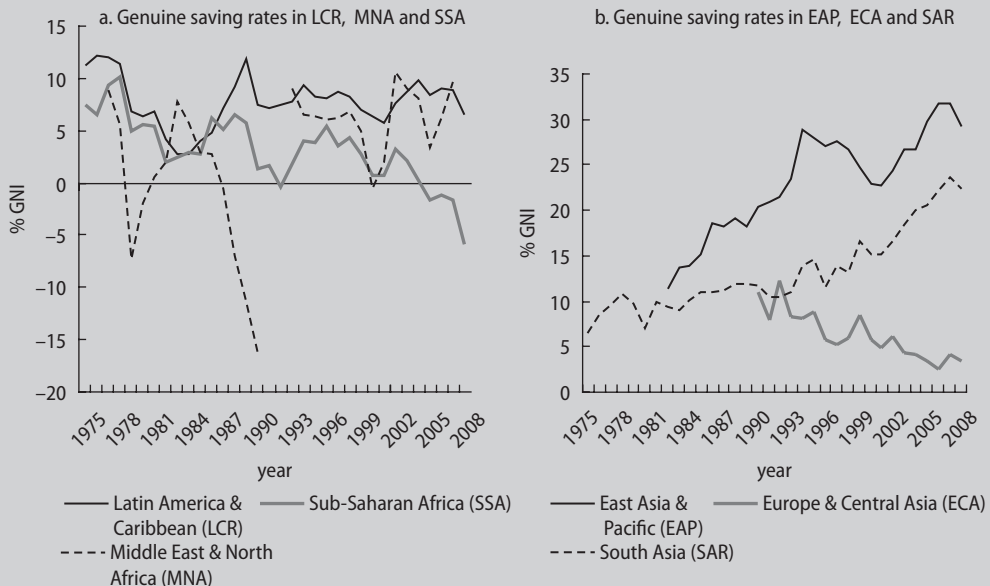 a. Genuine saving rates in LCR, MNA and SSA
15
10
5
0
−5
−10
−15
−20
% GNI
1975
1978
1981
1984
1987
1990
1993
1996
1999
2002
2005
2008
year
Latin America &
Caribbean (LCR)
Sub-Saharan Africa (SSA)
Middle East & North
Africa (MNA)
b. Genuine saving rates in EAP, ECA and SAR
35
30
25
20
15
10
5
0
% GNI
1975
1978
1981
1984
1987
1990
1993
1996
1999
2002
2005
2008
year
East Asia &
Pacific (EAP)
Europe & Central Asia (ECA)
South Asia (SAR)